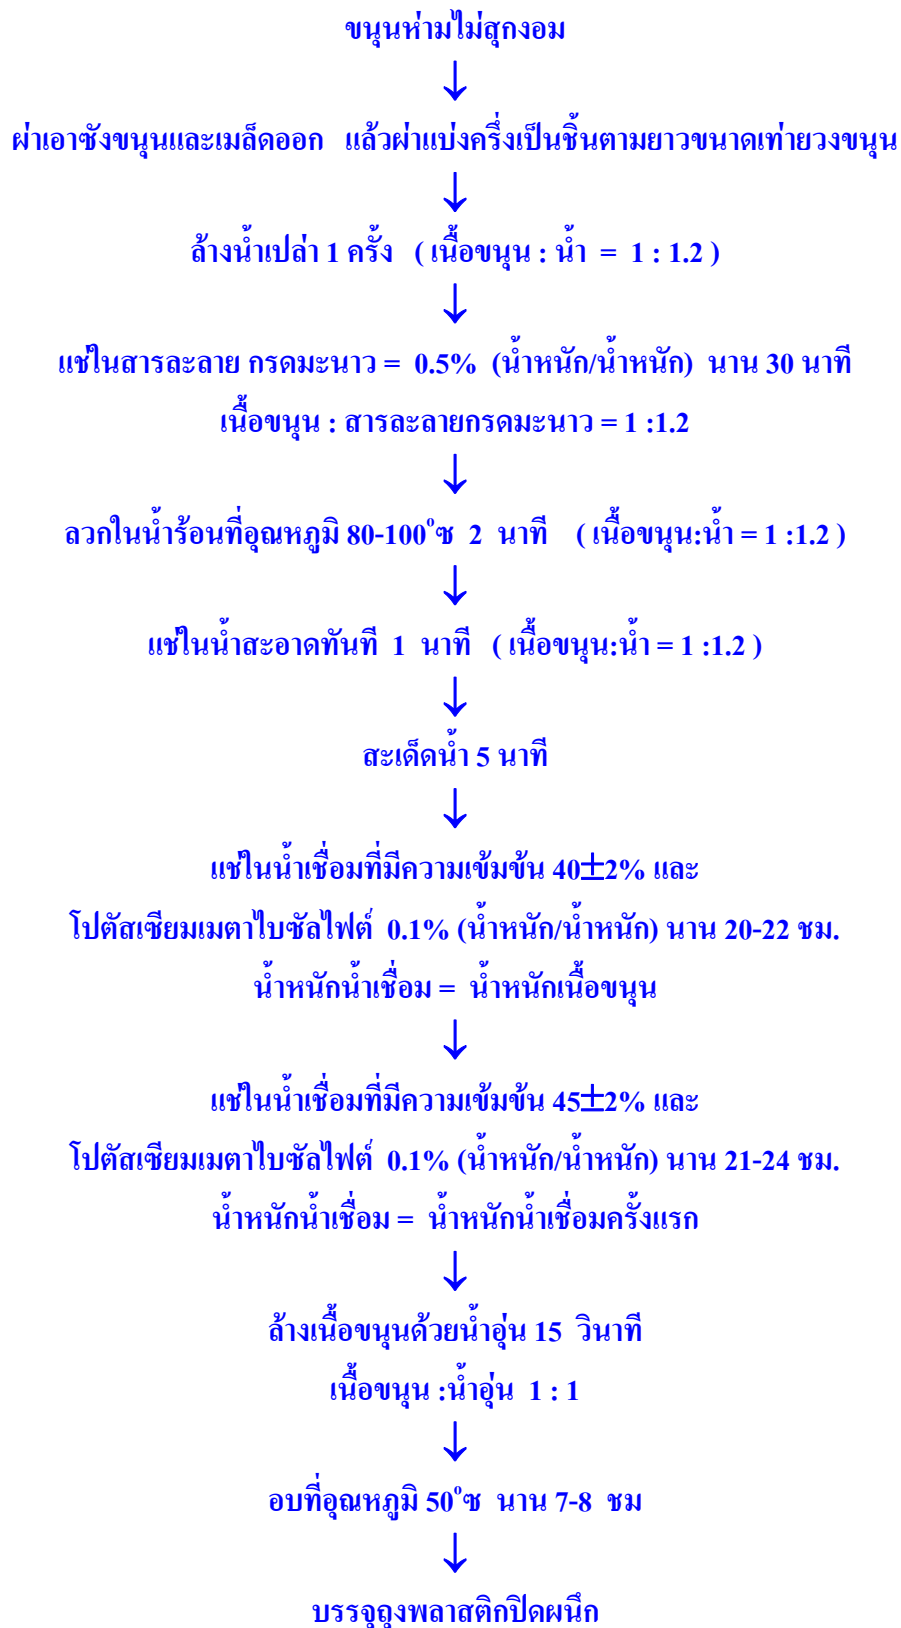 ขนุนห่ามไม่สุกงอม
↓
ผ่าเอาซังขนุนและเมล็ดออก แล้วผ่าแบ่งครึ่งเป็นชิ้นตามยาวขนาดเท่ายวงขนุน
↓
ล้างน้ำเปล่า 1 ครั้ง ( เนื้อขนุน : น้ำ = 1 : 1.2 )
↓
แช่ในสารละลาย กรดมะนาว = 0.5% (น้ำหนัก/น้ำหนัก) นาน 30 นาที
เนื้อขนุน : สารละลายกรดมะนาว = 1 :1.2
↓
ลวกในน้ำร้อนที่อุณหภูมิ 80-100°ซ 2 นาที ( เนื้อขนุน:น้ำ = 1 :1.2 )
↓
แช่ในน้ำสะอาดทันที 1 นาที ( เนื้อขนุน:น้ำ = 1 :1.2 )
↓
สะเด็ดน้ำ 5 นาที
↓
แช่ในน้ำเชื่อมที่มีความเข้มข้น 40±2% และ
โปตัสเซียมเมตาไบซัลไฟต์ 0.1% (น้ำหนัก/น้ำหนัก) นาน 20-22 ชม.
น้ำหนักน้ำเชื่อม = น้ำหนักเนื้อขนุน
↓
แช่ในน้ำเชื่อมที่มีความเข้มข้น 45±2% และ
โปตัสเซียมเมตาไบซัลไฟต์ 0.1% (น้ำหนัก/น้ำหนัก) นาน 21-24 ชม.
น้ำหนักน้ำเชื่อม = น้ำหนักน้ำเชื่อมครั้งแรก
↓
ล้างเนื้อขนุนด้วยน้ำอุ่น 15 วินาที
เนื้อขนุน :น้ำอุ่น 1 : 1
↓
อบที่อุณหภูมิ 50°ซ นาน 7-8 ชม
↓
บรรจุถุงพลาสติกปิดผนึก